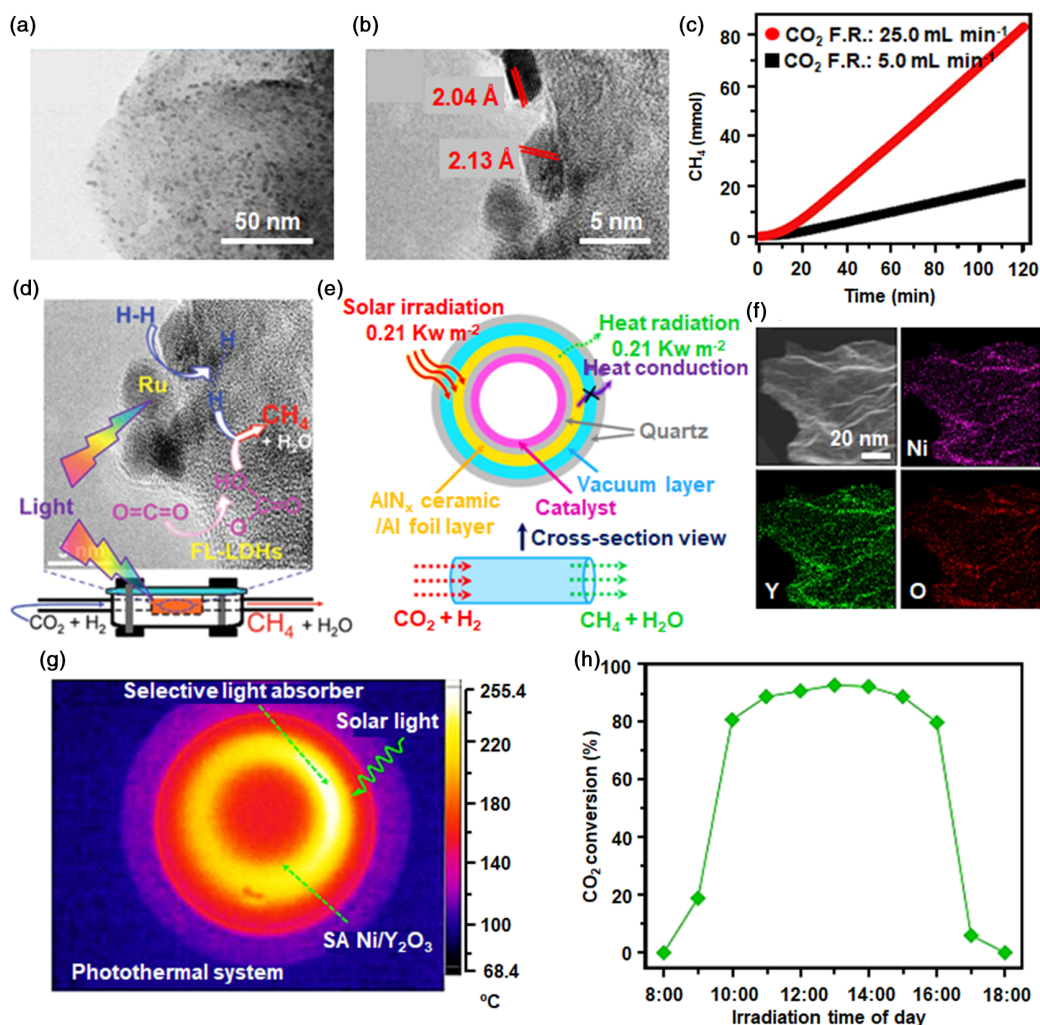 (a)
50 nm
(b)
2.04 Å
2.13 Å
5 nm
(c)
CO₂ F.R.: 25.0 mL min⁻¹
CO₂ F.R.: 5.0 mL min⁻¹
CH₄ (mmol)
80
60
40
20
0
0 20 40 60 80 100 120
Time (min)
(d)
H-H
H
H
H
Ru
CH₄
+ H₂O
Light
O=C=O
HO
C=O
O
FL-LDHs
CO₂ + H₂
CH₄ + H₂O
(e)
Solar irradiation
0.21 Kw m⁻²
Heat radiation
0.21 Kw m⁻²
Heat conduction
Quartz
Vacuum layer
Catalyst
AlNₓ ceramic
/Al foil layer
Cross-section view
CO₂ + H₂
CH₄ + H₂O
(f)
20 nm
Ni
Y
O
(g)
Selective light absorber
Solar light
SA Ni/Y₂O₃
Photothermal system
255.4
220
180
140
100
68.4
ºC
(h)
CO₂ conversion (%)
100
80
60
40
20
0
8:00 10:00 12:00 14:00 16:00 18:00
Irradiation time of day